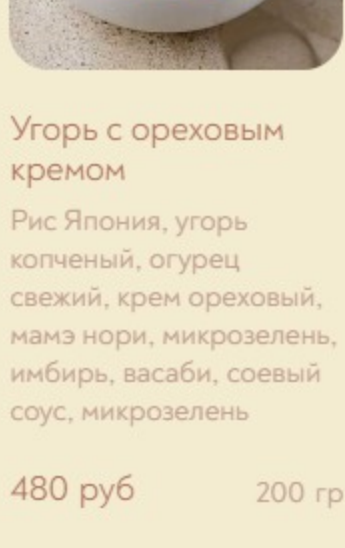 Угорь с ореховым
кремом
Рис Япония, угорь
копченый, огурец
свежий, крем ореховый,
мамэ нори, микрозелень,
имбирь, васаби, соевый
соус, микрозелень
480 руб
200 гр